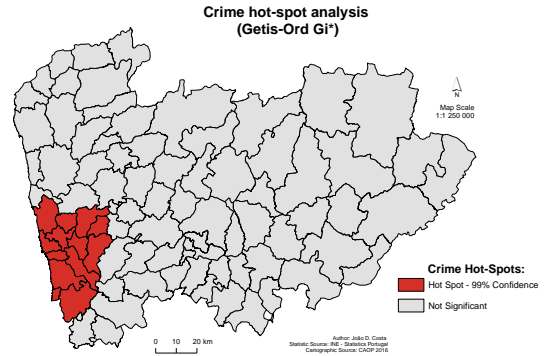 Crime hot-spot analysis
(Getis-Ord Gi*)
N
Map Scale
1:1 250 000
Crime Hot-Spots:
Hot Spot - 99% Confidence
Not Significant
0 10 20 km
Author: João D. Costa
Statistic Source: INE - Statistics Portugal
Cartographic Source: CAOP 2016